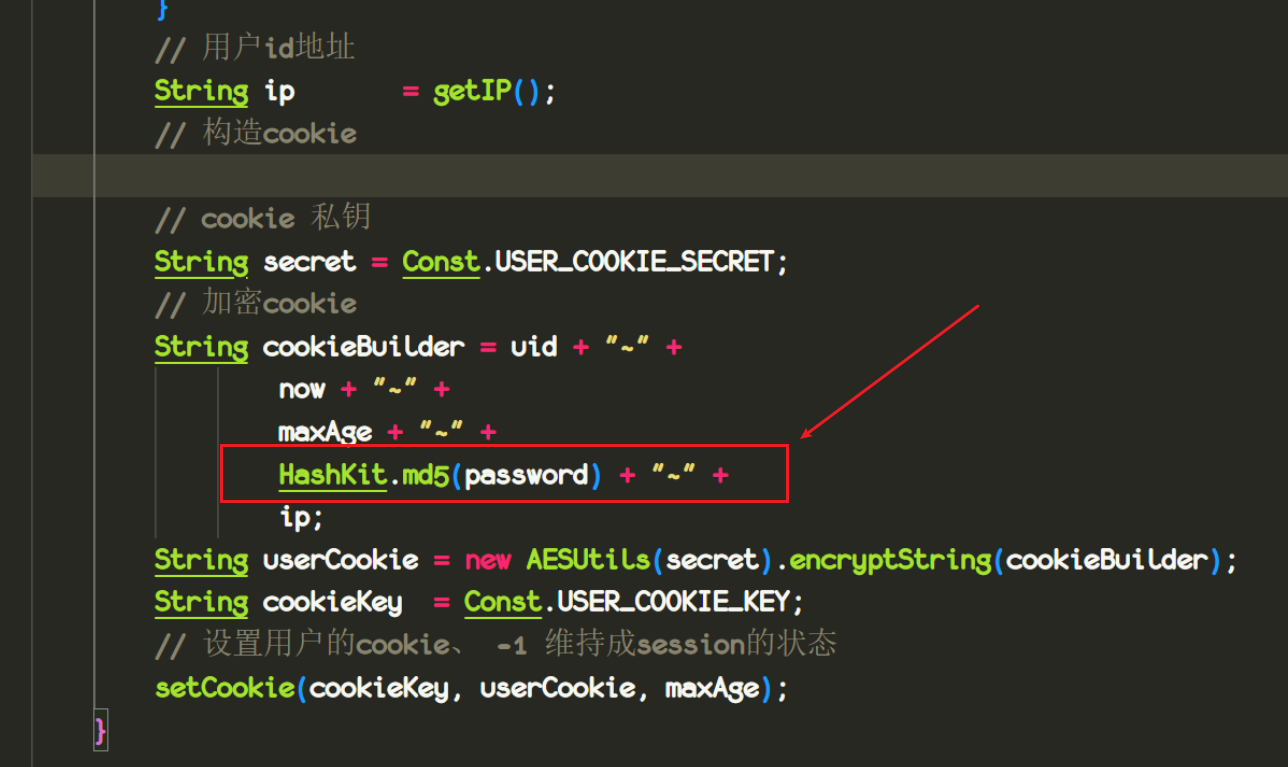 }
// 用户id地址
String ip = getIP();
// 构造cookie
// cookie 私钥
String secret = Const.USER_COOKIE_SECRET;
// 加密cookie
String cookieBuilder = uid + "~" +
now + "~" +
maxAge + "~" +
HashKit.md5(password) + "~" +
ip;
String userCookie = new AESUtils(secret).encryptString(cookieBuilder);
String cookieKey = Const.USER_COOKIE_KEY;
// 设置用户的cookie、 -1 维持成session的状态
setCookie(cookieKey, userCookie, maxAge);
}